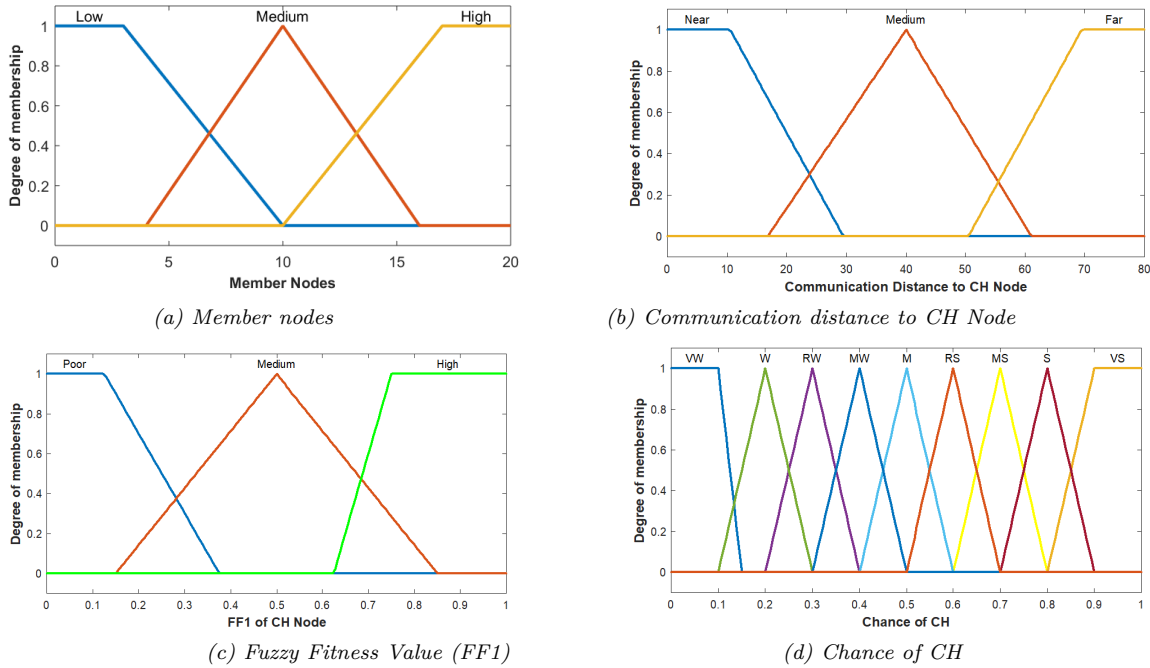 Low Medium High
1
0.8
0.6
0.4
0.2
0
Degree of membership
0 5 10 15 20
Member Nodes
(a) Member nodes
Near Medium Far
1
0.8
0.6
0.4
0.2
0
Degree of membership
0 10 20 30 40 50 60 70 80
Communication Distance to CH Node
(b) Communication distance to CH Node
Poor Medium High
1
0.8
0.6
0.4
0.2
0
Degree of membership
0 0.1 0.2 0.3 0.4 0.5 0.6 0.7 0.8 0.9 1
FF1 of CH Node
(c) Fuzzy Fitness Value (FF1)
VW W RW MW M RS MS S VS
1
0.8
0.6
0.4
0.2
0
Degree of membership
0 0.1 0.2 0.3 0.4 0.5 0.6 0.7 0.8 0.9 1
Chance of CH
(d) Chance of CH